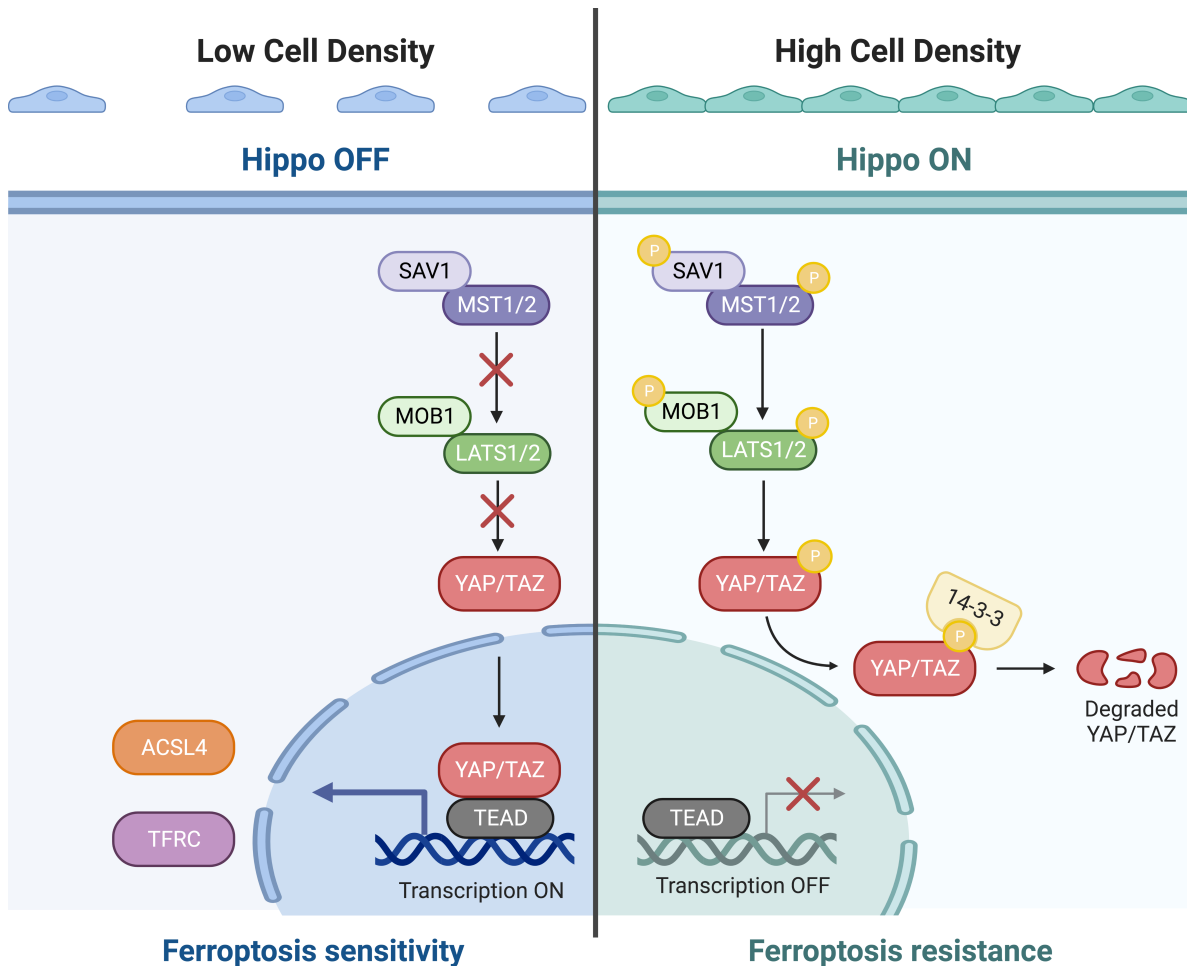 Low Cell Density
Hippo OFF
SAV1
MST1/2
MOB1
LATS1/2
YAP/TAZ
ACSL4
TFRC
YAP/TAZ
TEAD
Transcription ON
Ferroptosis sensitivity
High Cell Density
Hippo ON
P
SAV1
P
MST1/2
P
MOB1
P
LATS1/2
P
YAP/TAZ
14-3-3
P
YAP/TAZ
Degraded
YAP/TAZ
TEAD
Transcription OFF
Ferroptosis resistance